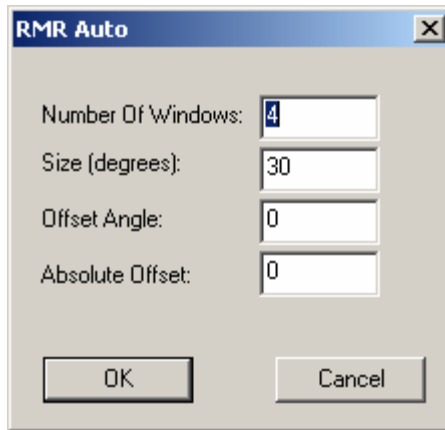 RMR Auto
Number Of Windows: 4
Size (degrees): 30
Offset Angle: 0
Absolute Offset: 0
OK Cancel